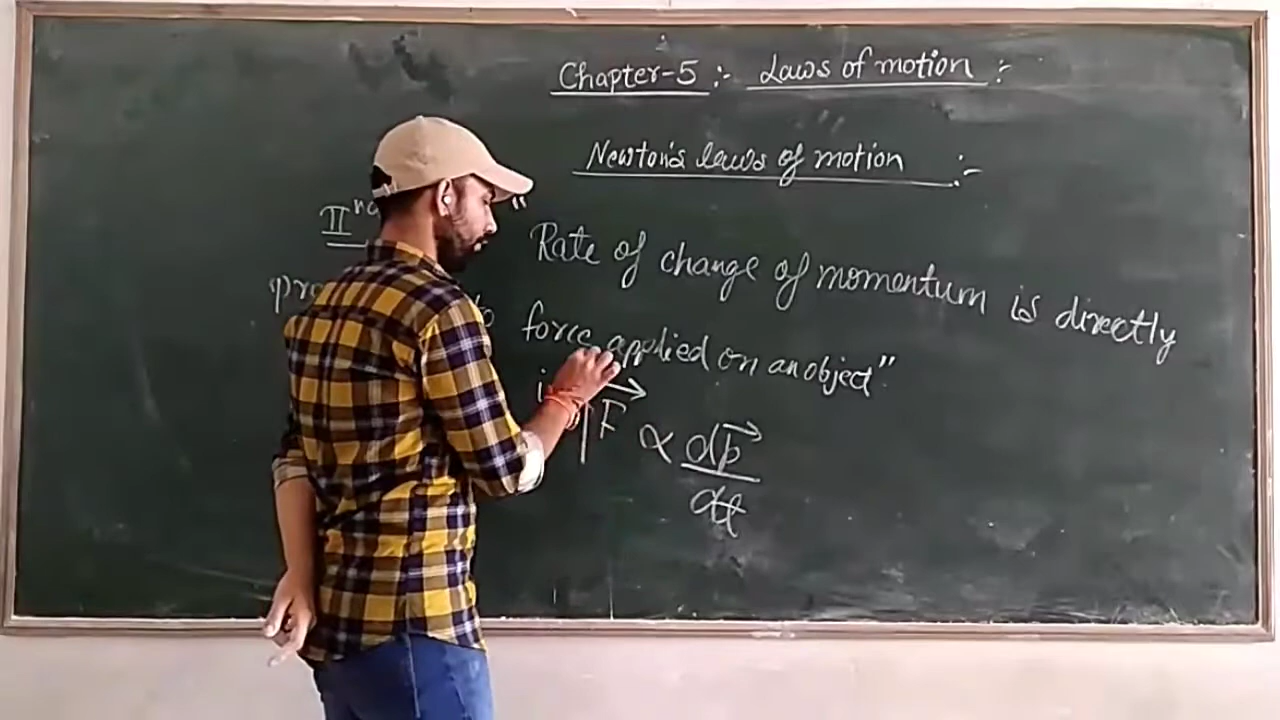 Chapter-5 :- Laws of motion :-
Newton's laws of motion :-
IInd " Rate of change of momentum is directly
force applied on an object"
F ∝ dp
dt